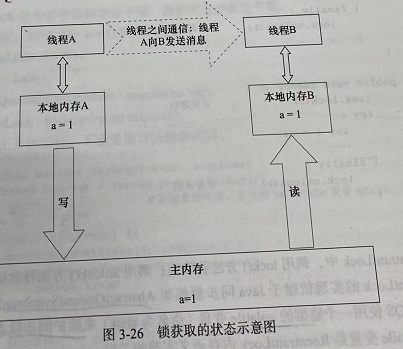 线程A
线程之间通信：线程
A向B发送消息
线程B
本地内存A
a = 1
本地内存B
a = 1
写
读
主内存
a=1
图 3-26 锁获取的状态示意图